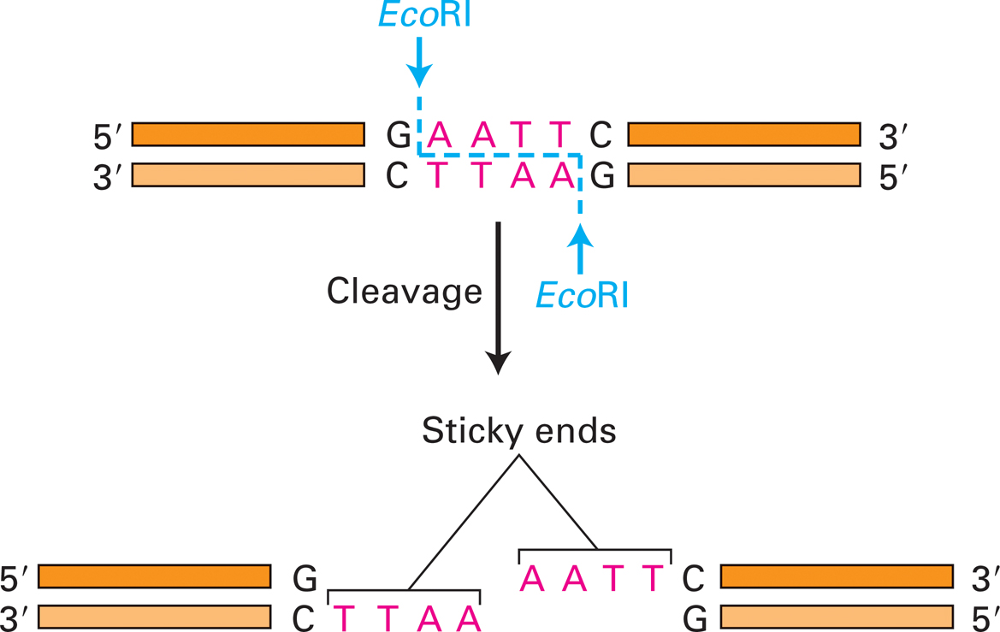 EcoRI
5′ G A A T T C 3′
3′ C T T A A G 5′
Cleavage EcoRI
Sticky ends
5′ G A A T T C 3′
3′ C T T A A G 5′